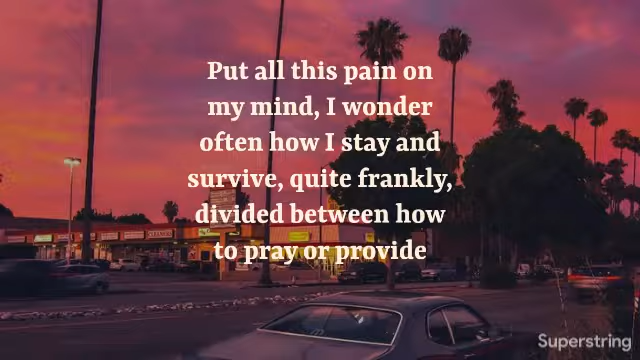 Put all this pain on
my mind, I wonder
often how I stay and
survive, quite frankly,
divided between how
to pray or provide
Superstring